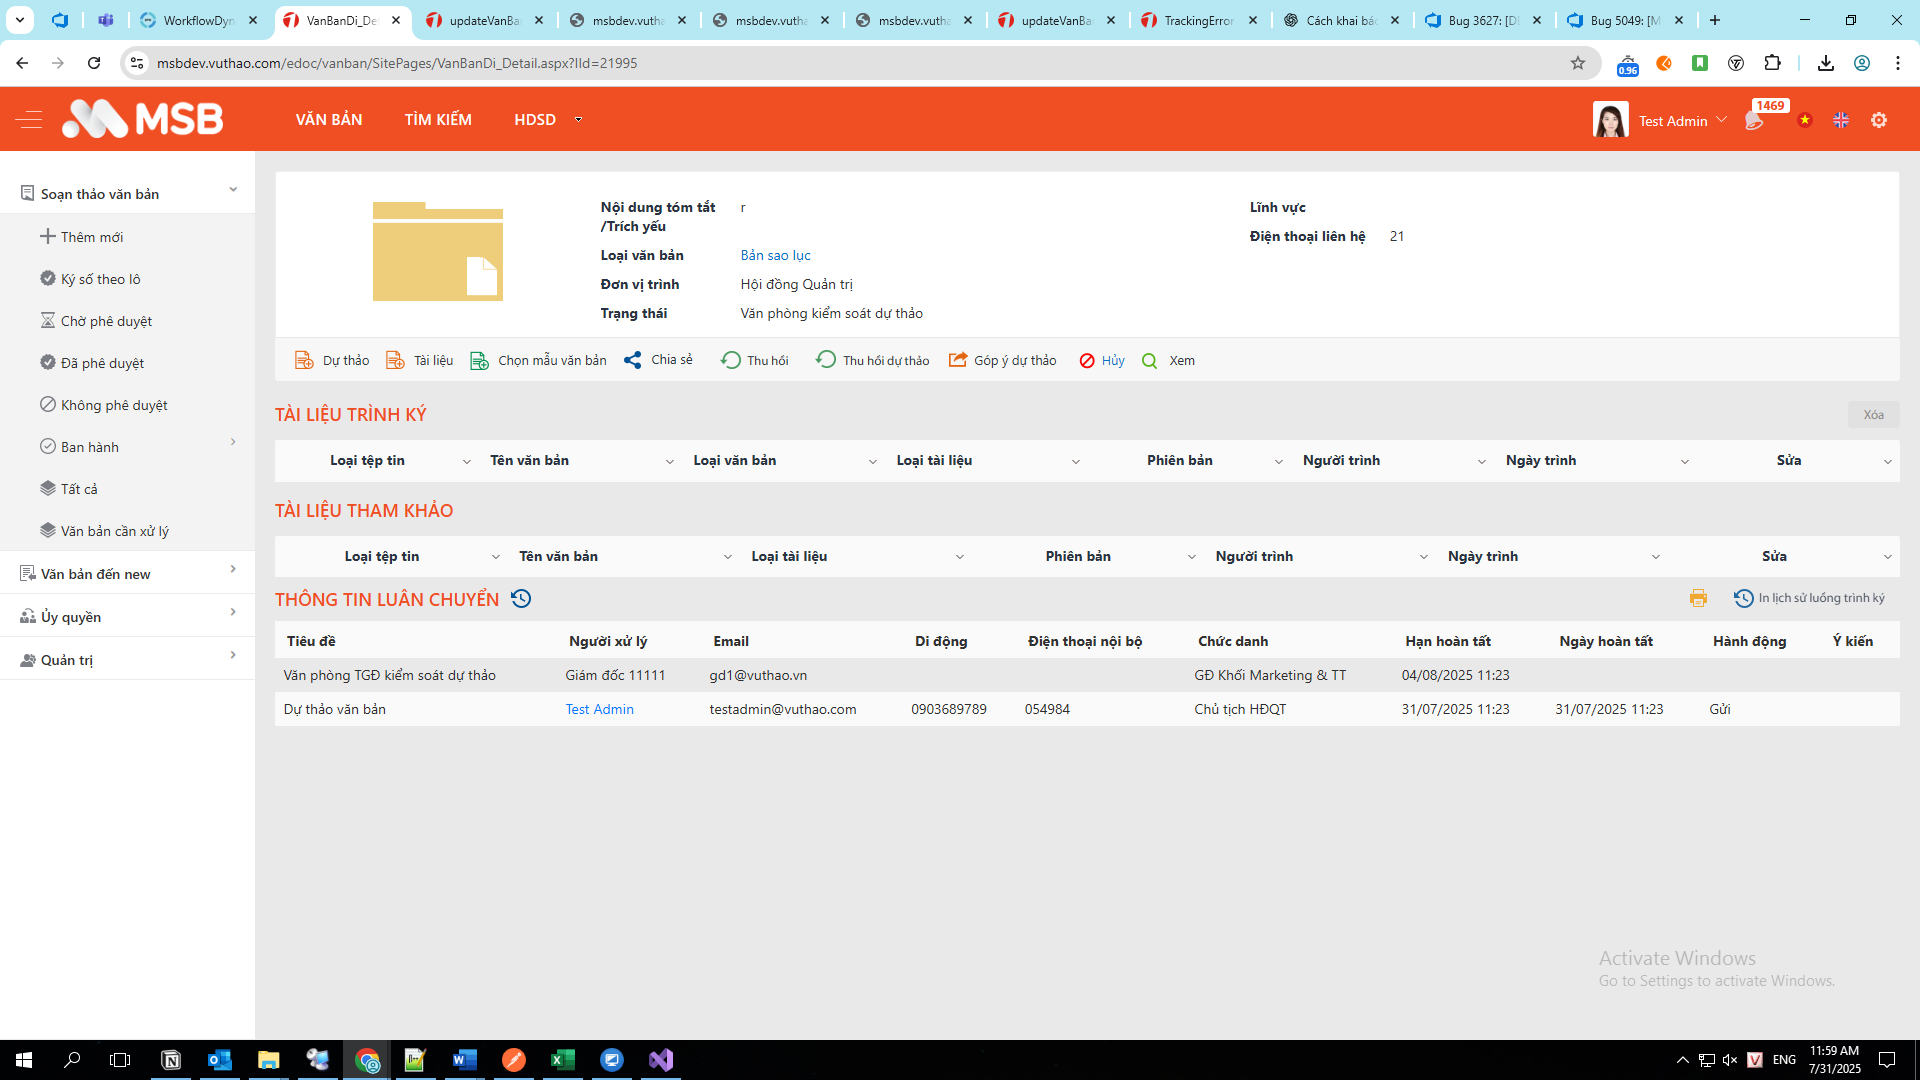 WorkflowDyn
VanBanDi_De
updateVanBa
msbdev.vutha
msbdev.vutha
msbdev.vutha
updateVanBa
TrackingError
Cách khai báo
Bug 3627: [DE
Bug 5049: [M
msbdev.vuthao.com/edoc/vanban/SitePages/VanBanDi_Detail.aspx?IId=21995
0.96
MSB
VĂN BẢN
TÌM KIẾM
HDSD
Test Admin
1469
Soạn thảo văn bản
Thêm mới
Ký số theo lô
Chờ phê duyệt
Đã phê duyệt
Không phê duyệt
Ban hành
Tất cả
Văn bản cần xử lý
Văn bản đến new
Ủy quyền
Quản trị
Nội dung tóm tắt /Trích yếu r
Loại văn bản Bản sao lục
Đơn vị trình Hội đồng Quản trị
Trạng thái Văn phòng kiểm soát dự thảo
Lĩnh vực
Điện thoại liên hệ 21
Dự thảo Tài liệu Chọn mẫu văn bản Chia sẻ Thu hồi Thu hồi dự thảo Góp ý dự thảo Hủy Xem
TÀI LIỆU TRÌNH KÝ
Xóa
Loại tệp tin Tên văn bản Loại văn bản Loại tài liệu Phiên bản Người trình Ngày trình Sửa
TÀI LIỆU THAM KHẢO
Loại tệp tin Tên văn bản Loại tài liệu Phiên bản Người trình Ngày trình Sửa
THÔNG TIN LUÂN CHUYỂN
In lịch sử luồng trình ký
Tiêu đề Người xử lý Email Di động Điện thoại nội bộ Chức danh Hạn hoàn tất Ngày hoàn tất Hành động Ý kiến
Văn phòng TGĐ kiểm soát dự thảo Giám đốc 11111 gd1@vuthao.vn GĐ Khối Marketing & TT 04/08/2025 11:23
Dự thảo văn bản Test Admin testadmin@vuthao.com 0903689789 054984 Chủ tịch HĐQT 31/07/2025 11:23 31/07/2025 11:23 Gửi
Activate Windows
Go to Settings to activate Windows.
ENG
11:59 AM
7/31/2025